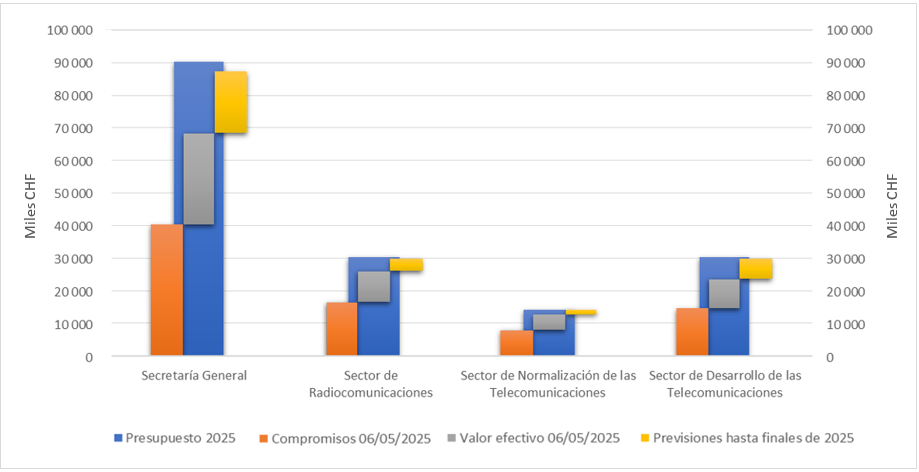 100 000 100 000
90 000 90 000
80 000 80 000
70 000 70 000
60 000 60 000
50 000 50 000
40 000 40 000
30 000 30 000
20 000 20 000
10 000 10 000
0 0
Miles CHF
Miles CHF
Secretaría General
Sector de
Radiocomunicaciones
Sector de Normalización de las
Telecomunicaciones
Sector de Desarrollo de las
Telecomunicaciones
Presupuesto 2025 Compromisos 06/05/2025 Valor efectivo 06/05/2025 Previsiones hasta finales de 2025